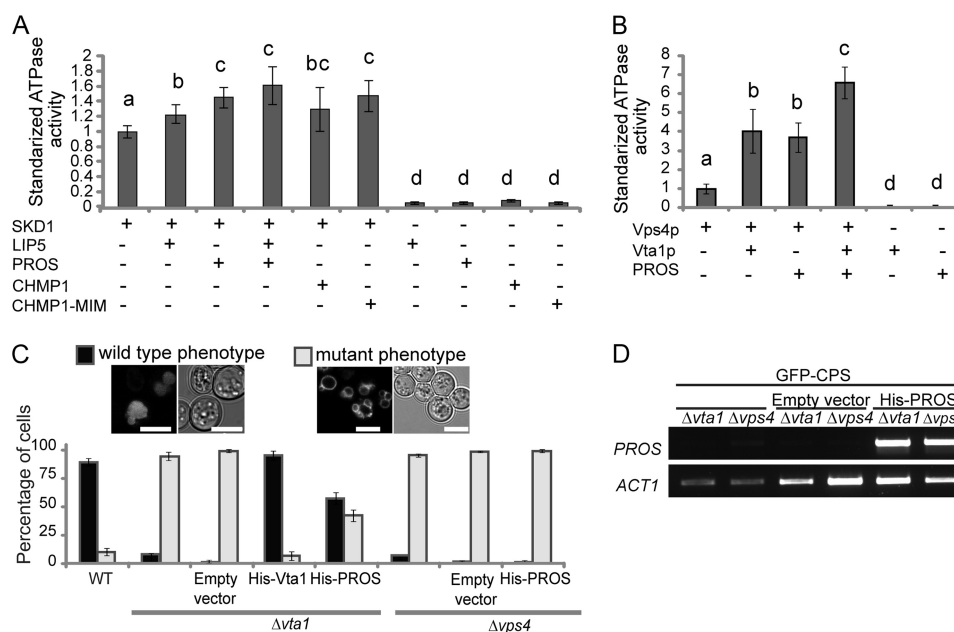 A
Standarized ATPase
activity
2
1.8
1.6
1.4
1.2
1
0.8
0.6
0.4
0.2
0
a b c c bc c d d d d
SKD1 + + + + + + - - - -
LIP5 - + - + - - + - - -
PROS - - + + - - - + - -
CHMP1 - - - - + - - - + -
CHMP1-MIM - - - - - + - - - +
B
Standarized ATPase
activity
8
7
6
5
4
2
1
0
a b b c d d
Vps4p + + + + - -
Vta1p - + - + + -
PROS - - + + - +
C
wild type phenotype
mutant phenotype
Percentage of cells
100
75
50
25
0
WT
Empty
vector
His-Vta1
His-PROS
Empty
vector
His-PROS
Δvta1
Δvps4
D
GFP-CPS
Empty vector His-PROS
Δvta1 Δvps4 Δvta1 Δvps4 Δvta1 Δvps
PROS
ACT1